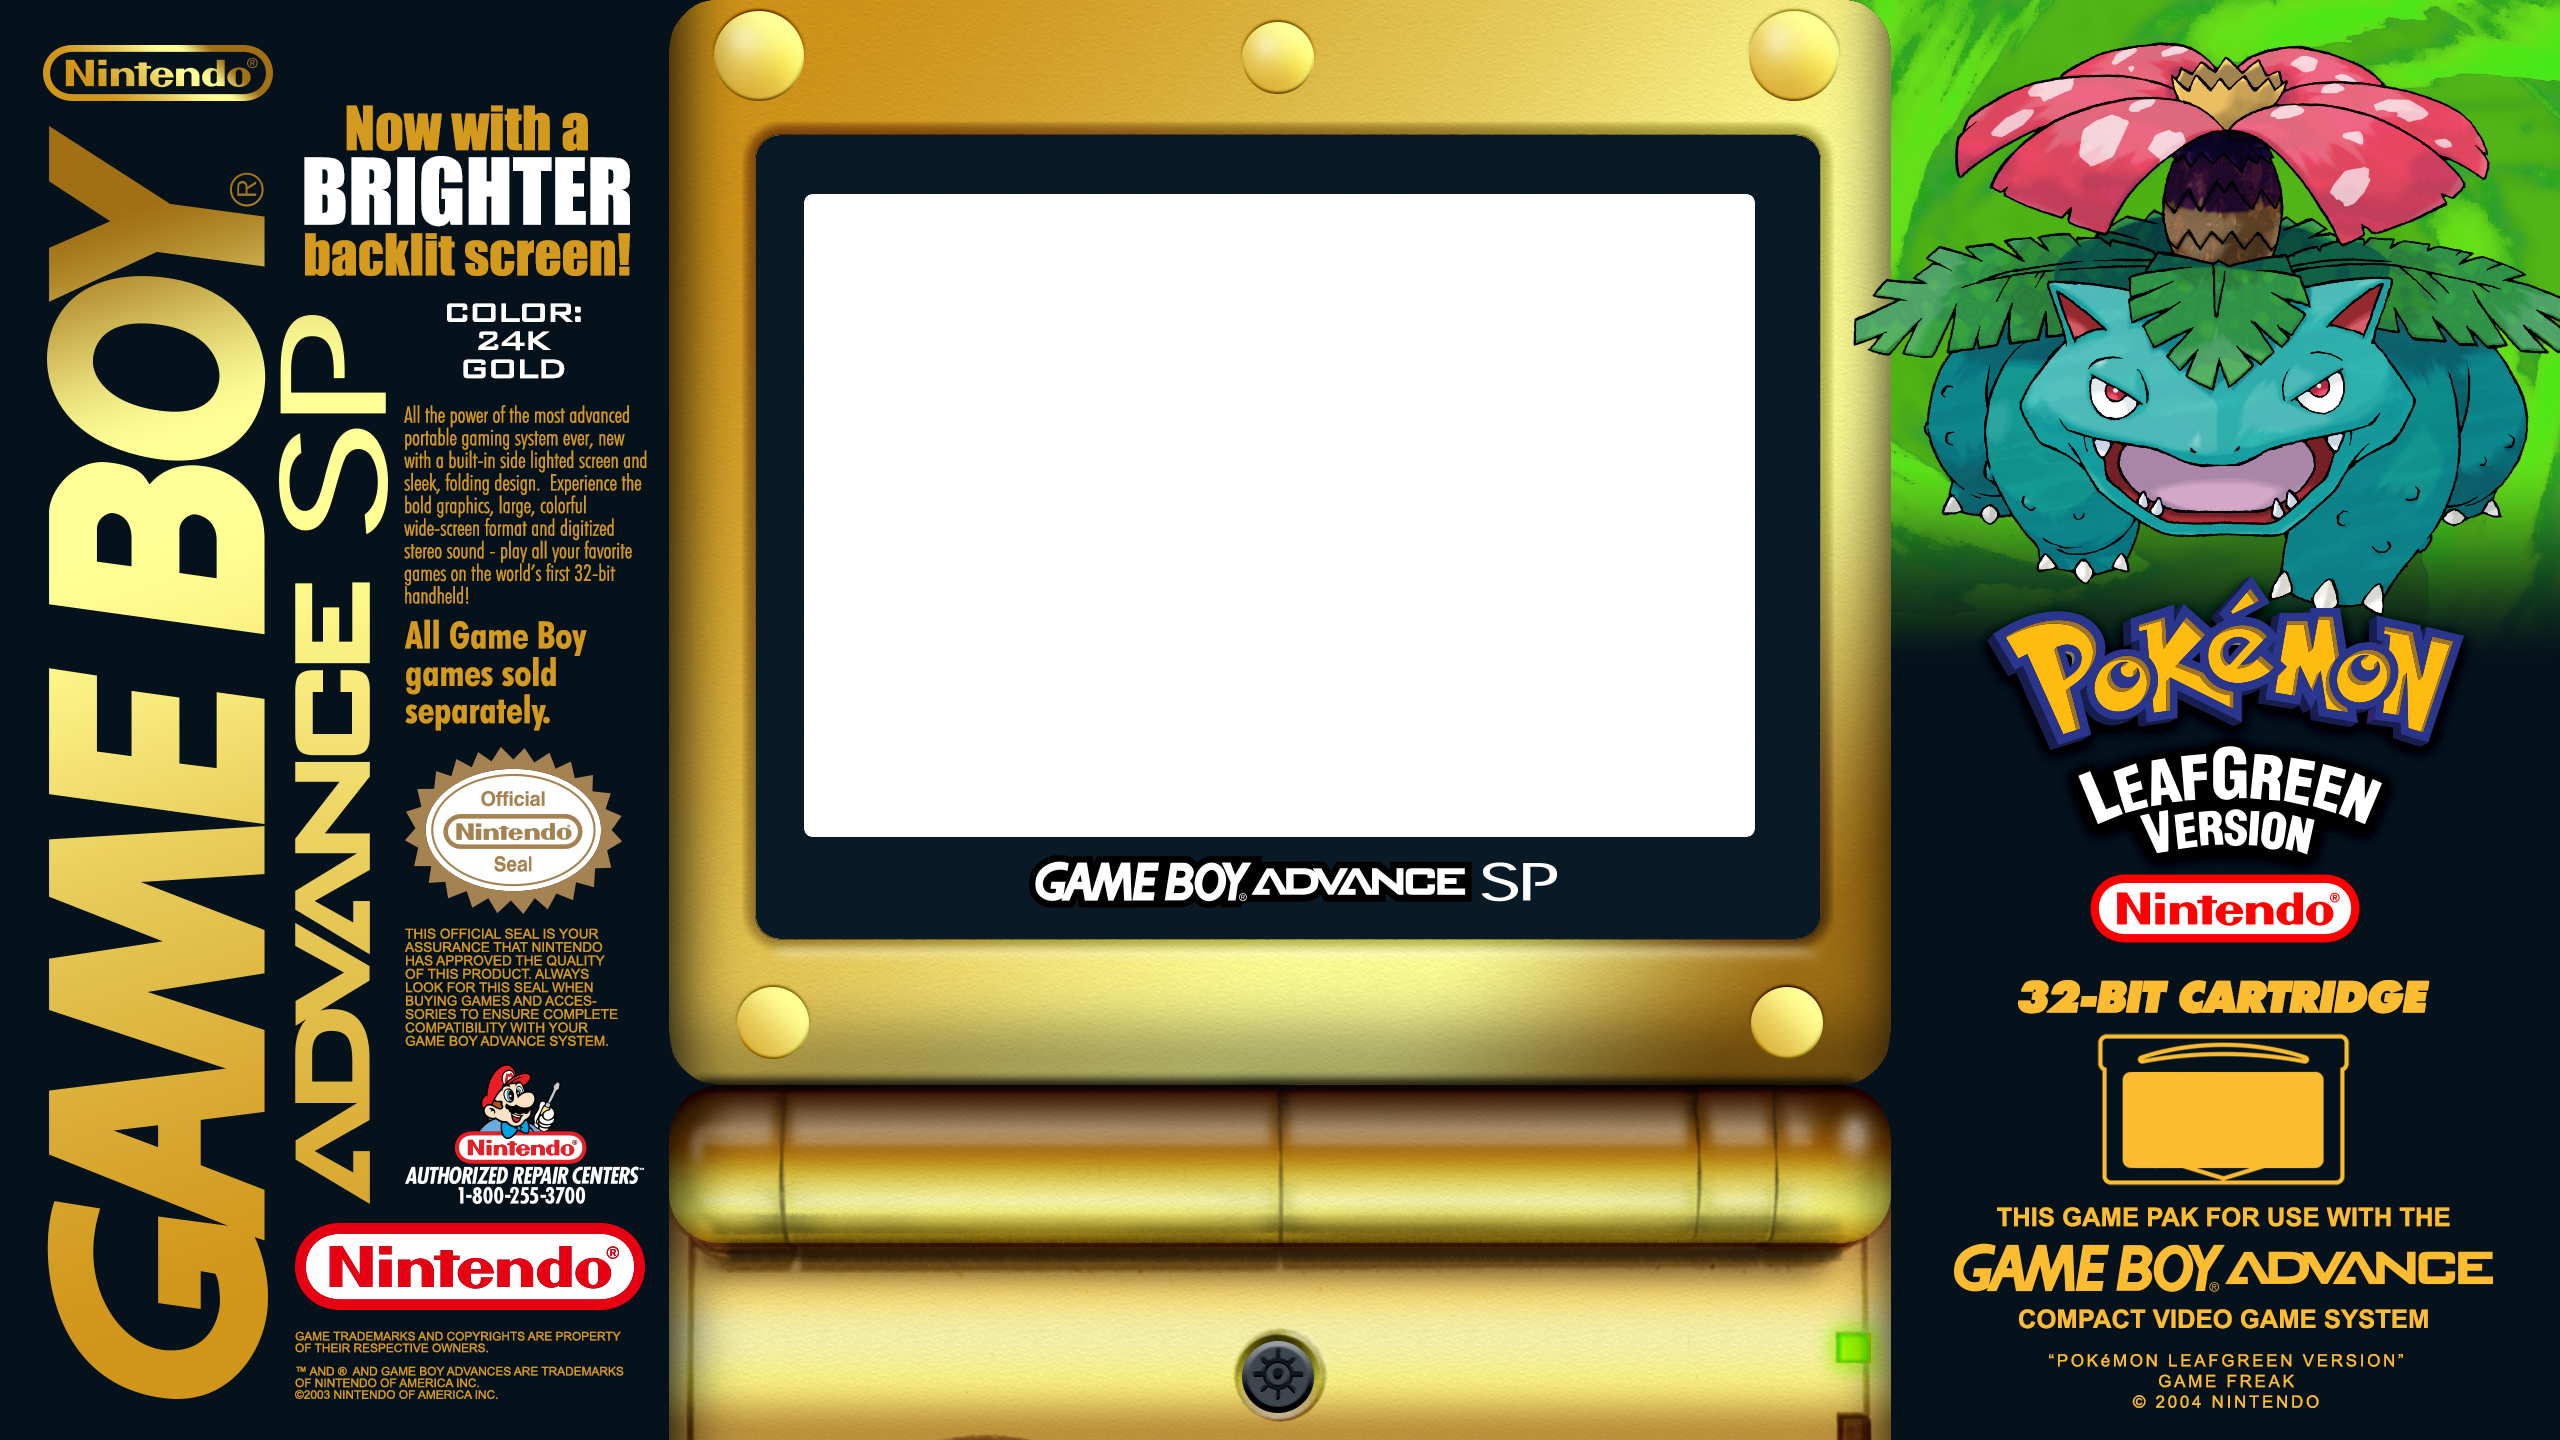 Nintendo®
GAME BOY®
ADVANCE SP
Now with a
BRIGHTER
backlit screen!
COLOR:
24K
GOLD
All the power of the most advanced
portable gaming system ever, new
with a built-in side lighted screen and
sleek, folding design. Experience the
bold graphics, large, colorful
wide-screen format and digitized
stereo sound - play all your favorite
games on the world's first 32-bit
handheld!
All Game Boy
games sold
separately.
Official
Nintendo
Seal
THIS OFFICIAL SEAL IS YOUR
ASSURANCE THAT NINTENDO
HAS APPROVED THE QUALITY
OF THIS PRODUCT. ALWAYS
LOOK FOR THIS SEAL WHEN
BUYING GAMES AND ACCES-
SORIES TO ENSURE COMPLETE
COMPATIBILITY WITH YOUR
GAME BOY ADVANCE SYSTEM.
Nintendo®
AUTHORIZED REPAIR CENTERS™
1-800-255-3700
Nintendo®
GAME TRADEMARKS AND COPYRIGHTS ARE PROPERTY
OF THEIR RESPECTIVE OWNERS.
™ AND ® AND GAME BOY ADVANCES ARE TRADEMARKS
OF NINTENDO OF AMERICA INC.
©2003 NINTENDO OF AMERICA INC.
GAME BOY® ADVANCE SP
POKéMON
LEAFGREEN
VERSION
Nintendo®
32-BIT CARTRIDGE
THIS GAME PAK FOR USE WITH THE
GAME BOY® ADVANCE
COMPACT VIDEO GAME SYSTEM
“POKéMON LEAFGREEN VERSION”
GAME FREAK
© 2004 NINTENDO